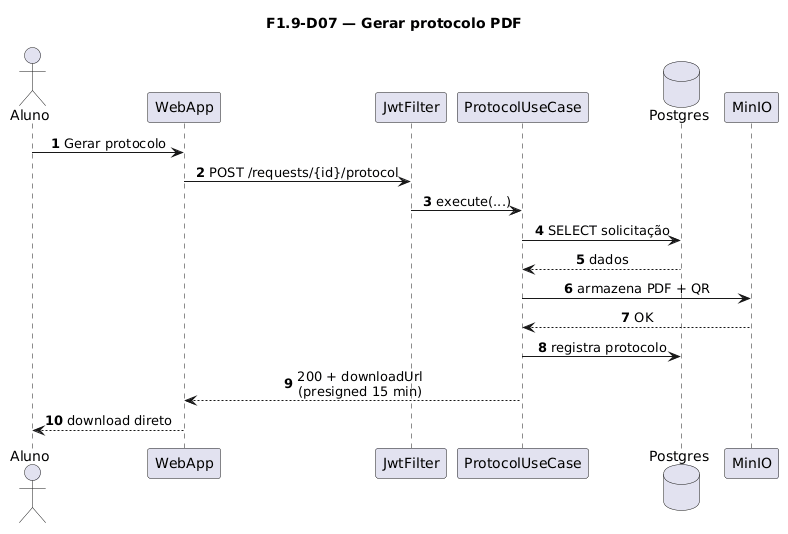 F1.9-D07 — Gerar protocolo PDF
Aluno
WebApp
JwtFilter
ProtocolUseCase
Postgres
MinIO
1 Gerar protocolo
2 POST /requests/{id}/protocol
3 execute(...)
4 SELECT solicitação
5 dados
6 armazena PDF + QR
7 OK
8 registra protocolo
9 200 + downloadUrl
(presigned 15 min)
10 download direto
Aluno
WebApp
JwtFilter
ProtocolUseCase
Postgres
MinIO